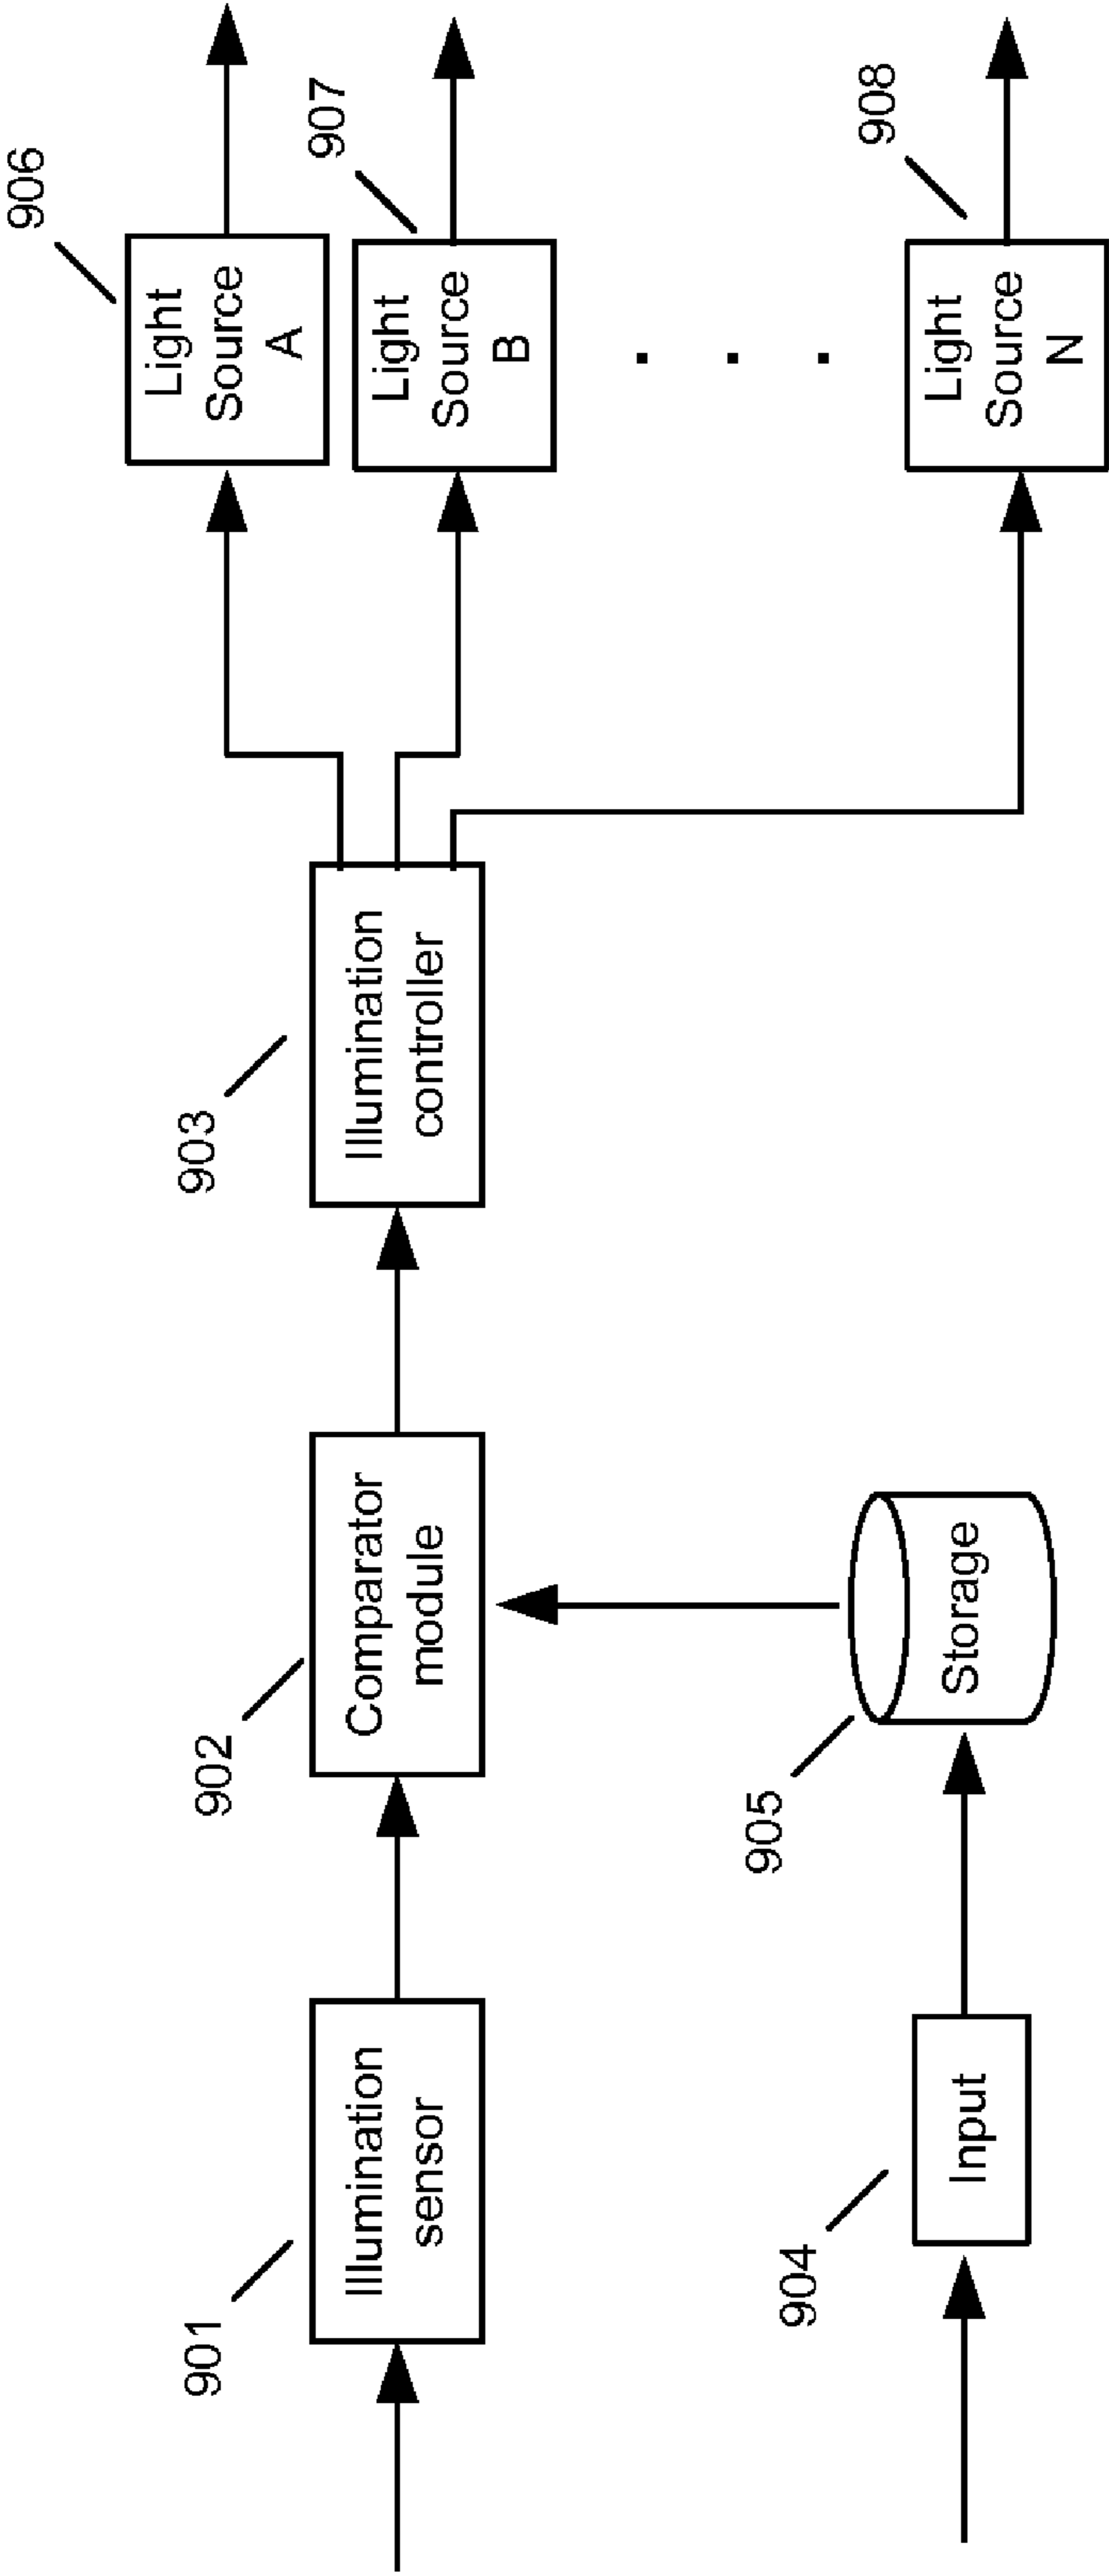 906
Light
Source
A
907
Light
Source
B
. . .
908
Light
Source
N
903
Illumination
controller
902
Comparator
module
901
Illumination
sensor
905
Storage
904
Input